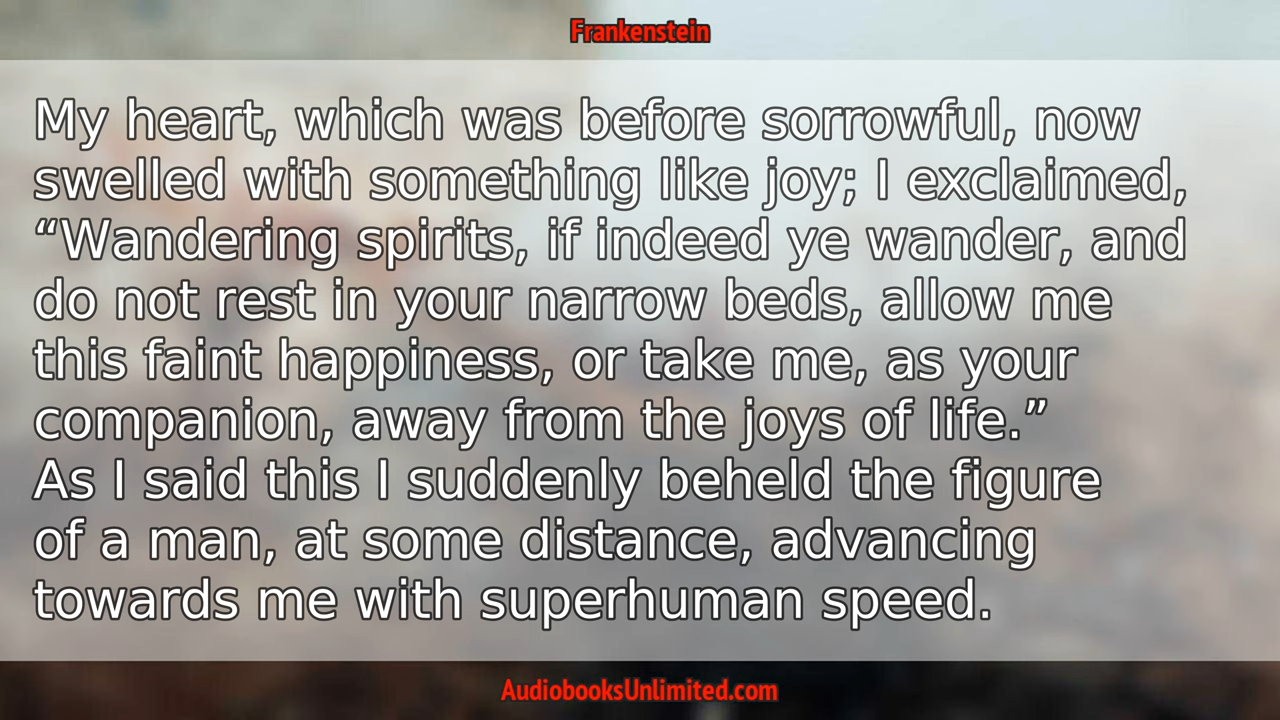 Frankenstein
My heart, which was before sorrowful, now
swelled with something like joy; I exclaimed,
“Wandering spirits, if indeed ye wander, and
do not rest in your narrow beds, allow me
this faint happiness, or take me, as your
companion, away from the joys of life.”
As I said this I suddenly beheld the figure
of a man, at some distance, advancing
towards me with superhuman speed.
AudiobooksUnlimited.com